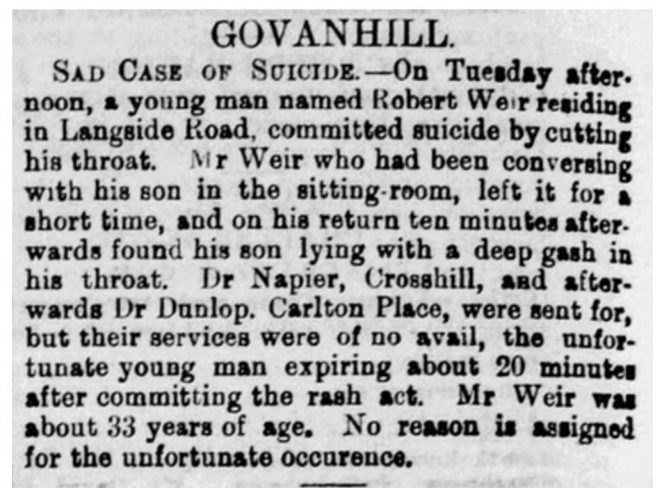 GOVANHILL.
SAD CASE OF SUICIDE.—On Tuesday after-
noon, a young man named Robert Weir residing
in Langside Road, committed suicide by cutting
his throat. Mr Weir who had been conversing
with his son in the sitting-room, left it for a
short time, and on his return ten minutes after-
wards found his son lying with a deep gash in
his throat. Dr Napier, Crosshill, and after-
wards Dr Dunlop. Carlton Place, were sent for,
but their services were of no avail, the unfor-
tunate young man expiring about 20 minutes
after committing the rash act. Mr Weir was
about 33 years of age. No reason is assigned
for the unfortunate occurence.